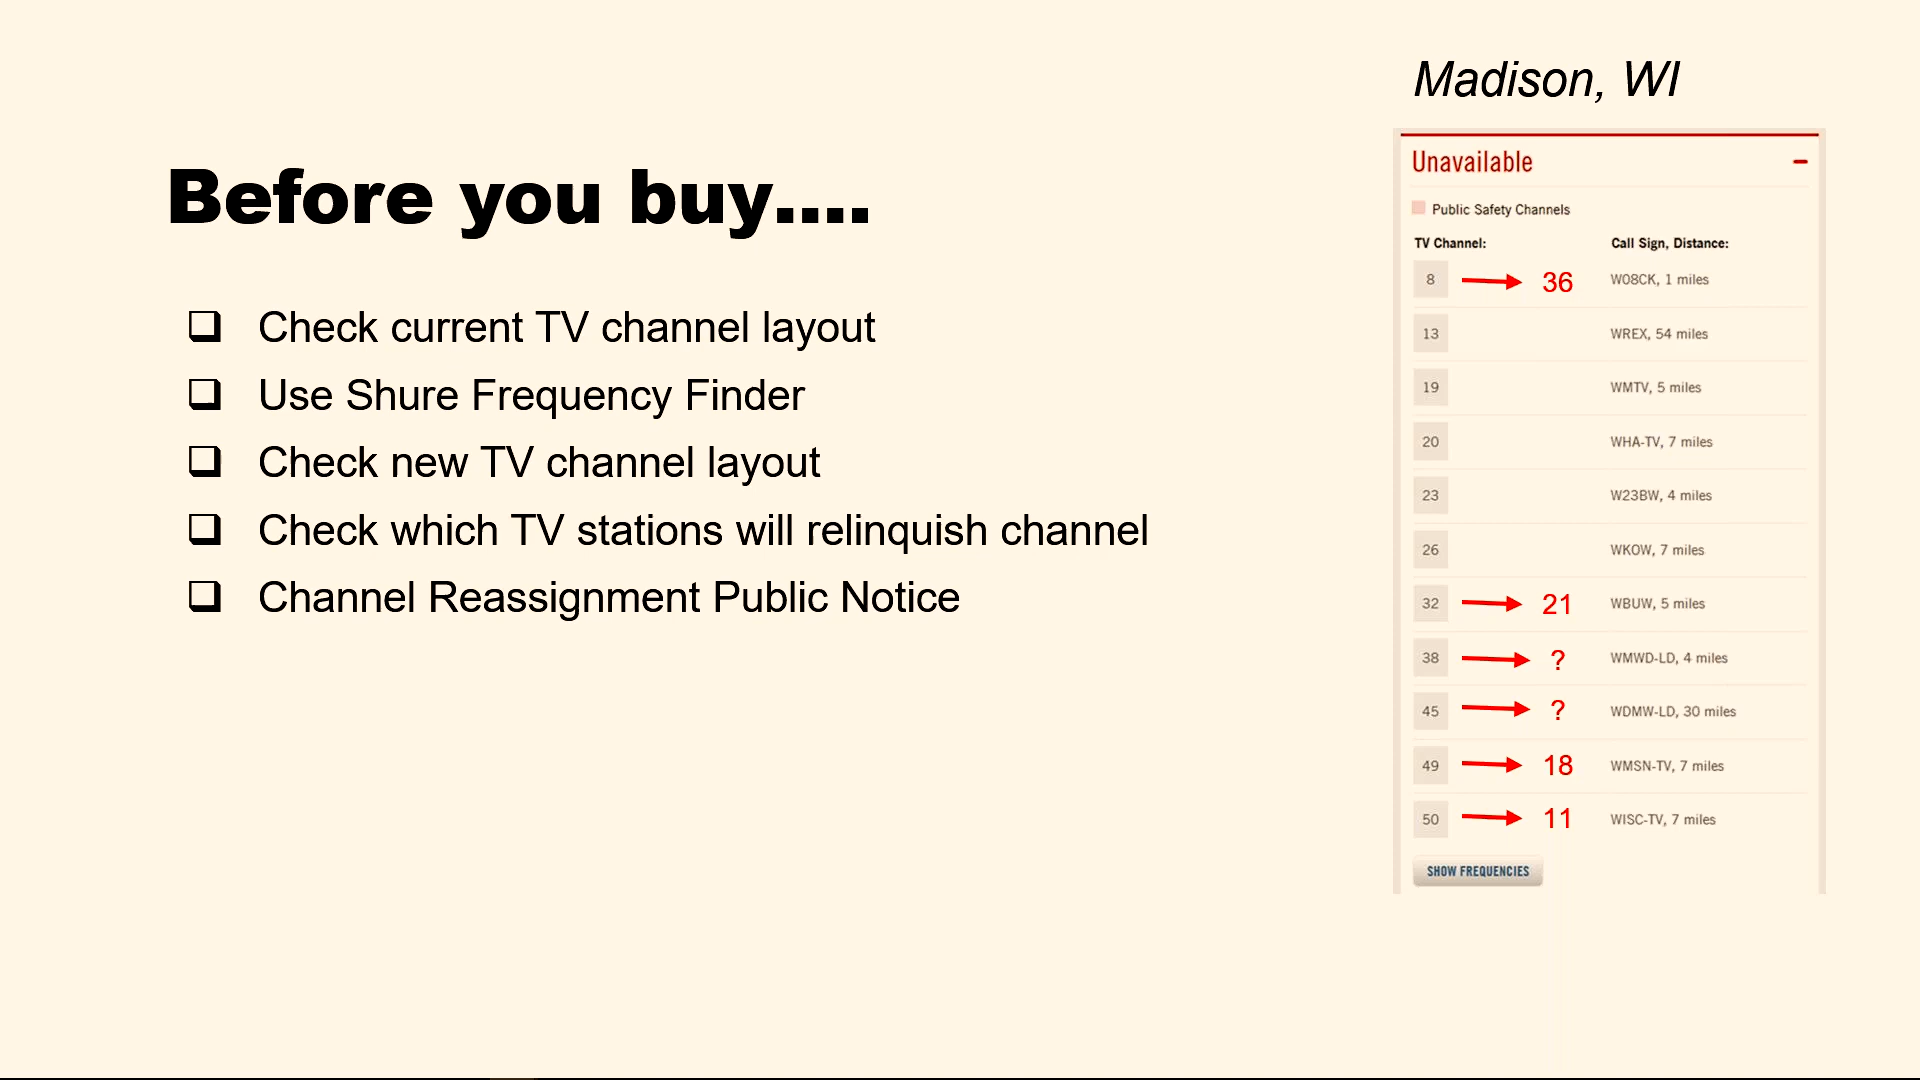 Madison, WI
Before you buy....
Check current TV channel layout
Use Shure Frequency Finder
Check new TV channel layout
Check which TV stations will relinquish channel
Channel Reassignment Public Notice
Unavailable
Public Safety Channels
TV Channel: Call Sign, Distance:
8 36 W08CK, 1 miles
13 WREX, 54 miles
19 WMTV, 5 miles
20 WHA-TV, 7 miles
23 W23BW, 4 miles
26 WKOW, 7 miles
32 21 WBUW, 5 miles
38 ? WMWD-LD, 4 miles
45 ? WDMW-LD, 30 miles
49 18 WMSN-TV, 7 miles
50 11 WISC-TV, 7 miles
SHOW FREQUENCIES